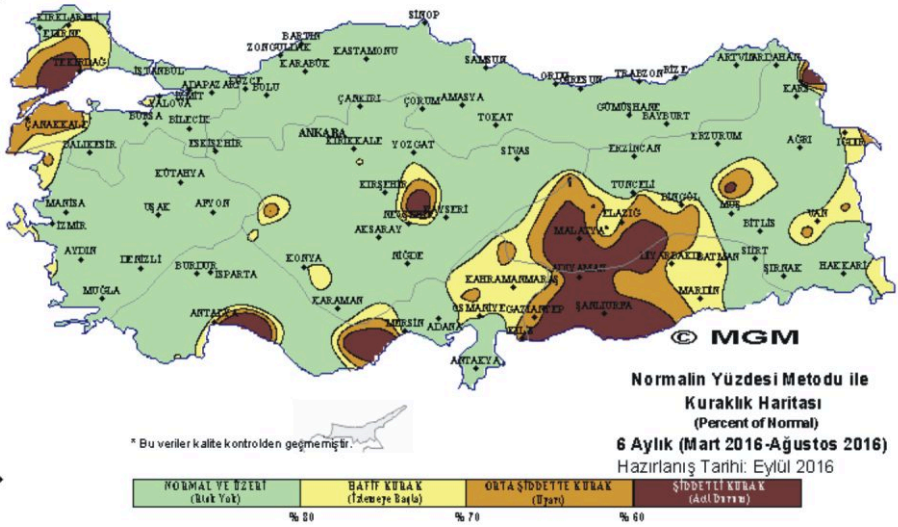 SİNOP
KIRKLARELİ
EDİRNE
BARTIN
ZONGULDAK
KASTAMONU
KARABÜK
TEKİRDAĞ
İSTANBUL
SAMSUN
ORDU
GİRESUN
TRABZON
RİZE
ARTVİN
ARDAHAN
ADAPAZARI
DÜZCE
BOLU
İZMİT
YALOVA
KARS
ÇANKIRI
ÇORUM
AMASYA
GÜMÜŞHANE
BAYBURT
ÇANAKKALE
BURSA
BİLECİK
TOKAT
ANKARA
KIRIKKALE
ERZURUM
BALIKESİR
ESKİŞEHİR
YOZGAT
SİVAS
ERZİNCAN
AĞRI
IĞDIR
KÜTAHYA
KIRŞEHİR
TUNCELİ
BİNGÖL
MUŞ
MANİSA
UŞAK
AFYON
NEVŞEHİR
KAYSERİ
ELAZIĞ
VAN
İZMİR
AKSARAY
MALATYA
BİTLİS
AYDIN
DENİZLİ
KONYA
NİĞDE
DİYARBAKIR
BATMAN
SİİRT
BURDUR
ISPARTA
ADIYAMAN
ŞIRNAK
HAKKARİ
KAHRAMANMARAŞ
MUĞLA
MARDİN
KARAMAN
OSMANİYE
GAZİANTEP
ŞANLIURFA
ANTALYA
MERSİN
ADANA
KİLİS
ANTAKYA
© MGM
Normalin Yüzdesi Metodu ile
Kuraklık Haritası
(Percent of Normal)
6 Aylık (Mart 2016-Ağustos 2016)
Hazırlanış Tarihi: Eylül 2016
* Bu veriler kalite kontrolden geçmemiştir.
NORMAL VE ÜZERİ
(Risk Yok)
HAFİF KURAK
(İzlemeye Başla)
ORTA ŞİDDETTE KURAK
(Uyarı)
ŞİDDETLİ KURAK
(Acil Durum)
% 80
% 70
% 60